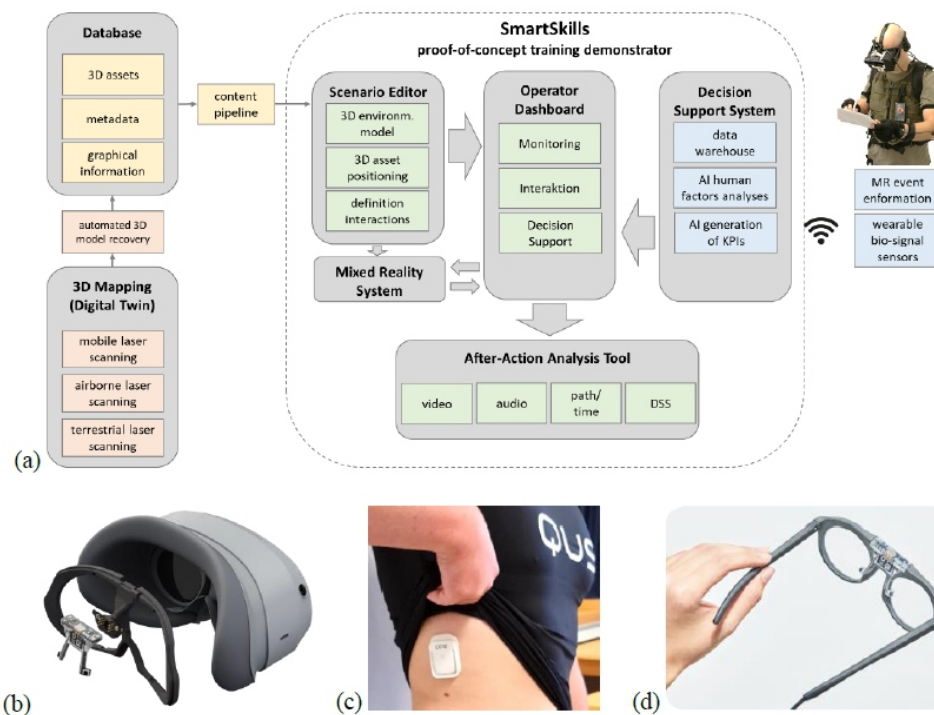 Database
3D assets
metadata
graphical
information
automated 3D
model recovery
3D Mapping
(Digital Twin)
mobile laser
scanning
airborne laser
scanning
terrestrial laser
scanning
(a)
content
pipeline
SmartSkills
proof-of-concept training demonstrator
Scenario Editor
3D environm.
model
3D asset
positioning
definition
interactions
Mixed Reality
System
Operator
Dashboard
Monitoring
Interaktion
Decision
Support
Decision
Support System
data
warehouse
AI human
factors analyses
AI generation
of KPIs
After-Action Analysis Tool
video
audio
path/
time
DSS
MR event
enformation
wearable
bio-signal
sensors
(b)
QUS
(c)
(d)